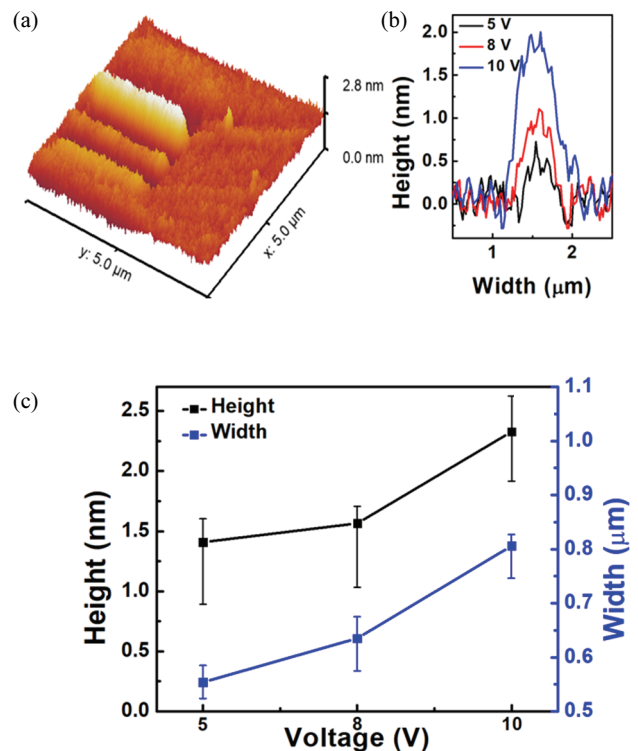 (a)
2.8 nm
0.0 nm
y: 5.0 µm
x: 5.0 µm
(b)
5 V
8 V
10 V
2.0
1.5
1.0
0.5
0.0
Height (nm)
1 2
Width (µm)
(c)
Height
Width
2.5
2.0
1.5
1.0
0.5
0.0
Height (nm)
1.1
1.0
0.9
0.8
0.7
0.6
0.5
Width (µm)
5 8 10
Voltage (V)